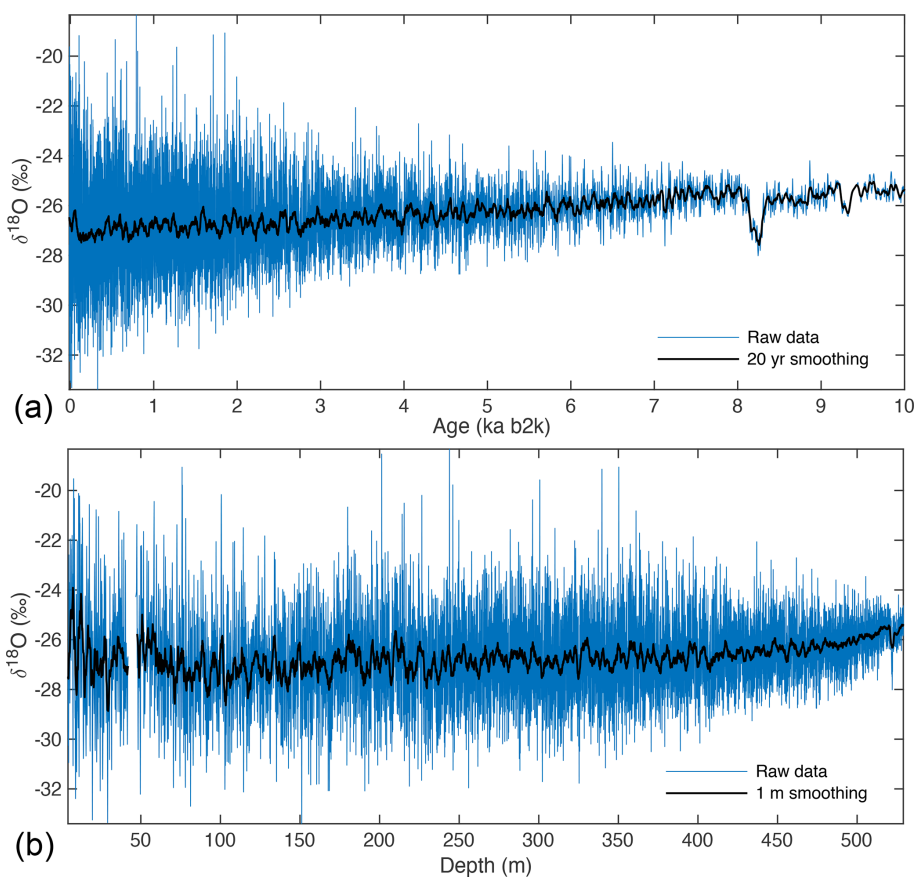 -20
-22
-24
-26
-28
-30
-32
δ18O (‰)
Raw data
20 yr smoothing
0 1 2 3 4 5 6 7 8 9 10
Age (ka b2k)
(a)
-20
-22
-24
-26
-28
-30
-32
δ18O (‰)
Raw data
1 m smoothing
50 100 150 200 250 300 350 400 450 500
Depth (m)
(b)